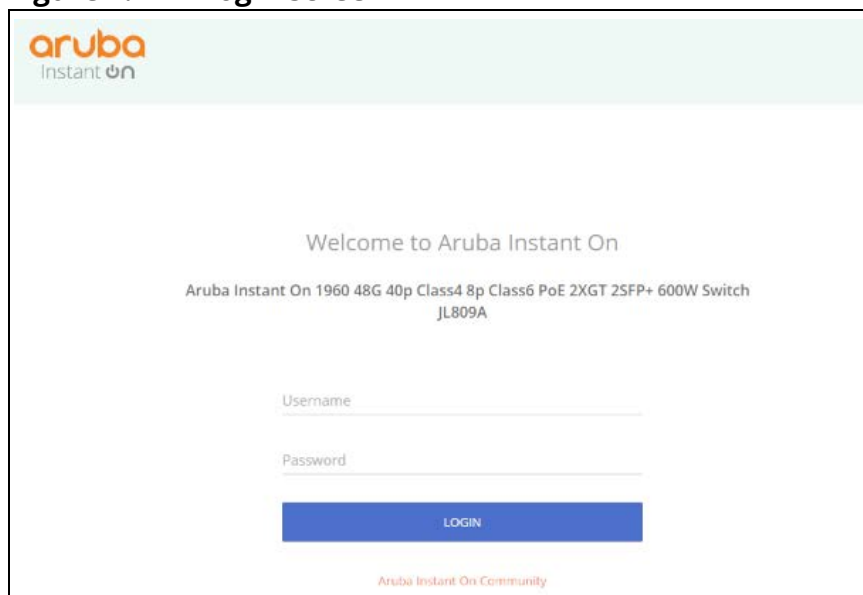 aruba
Instant On
Welcome to Aruba Instant On
Aruba Instant On 1960 48G 40p Class4 8p Class6 PoE 2XGT 2SFP+ 600W Switch
JL809A
Username
Password
LOGIN
Aruba Instant On Community